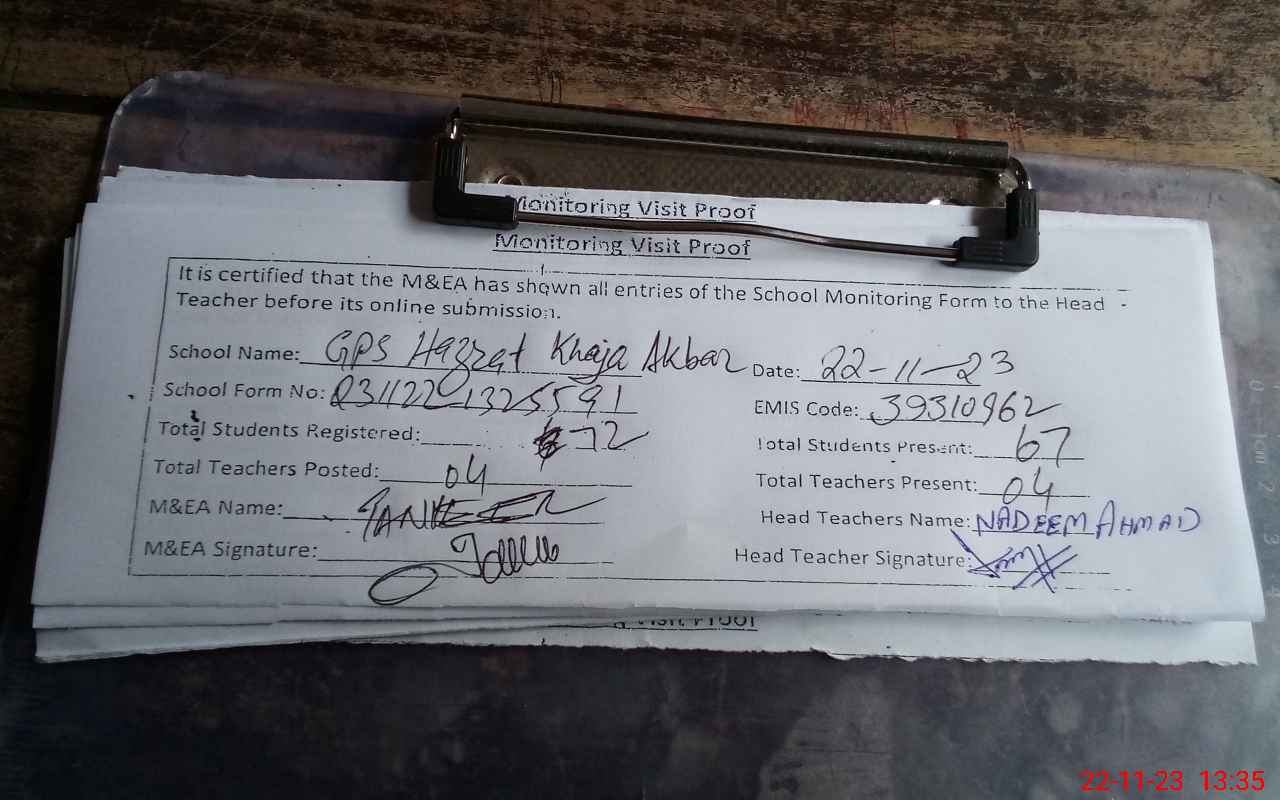 Monitoring Visit Proof
Monitoring Visit Proof
It is certified that the M&EA has shown all entries of the School Monitoring Form to the Head
Teacher before its online submission.
School Name: GPS Hazrat Khaja Akbar Date: 22-11-23
School Form No: 2311221325591 EMIS Code: 39310962
Total Students Registered: 72 Total Students Present: 67
Total Teachers Posted: 04 Total Teachers Present: 04
M&EA Name: Head Teachers Name: NADEEM AHMAD
M&EA Signature: Head Teacher Signature:
Visit Proof
22-11-23 13:35